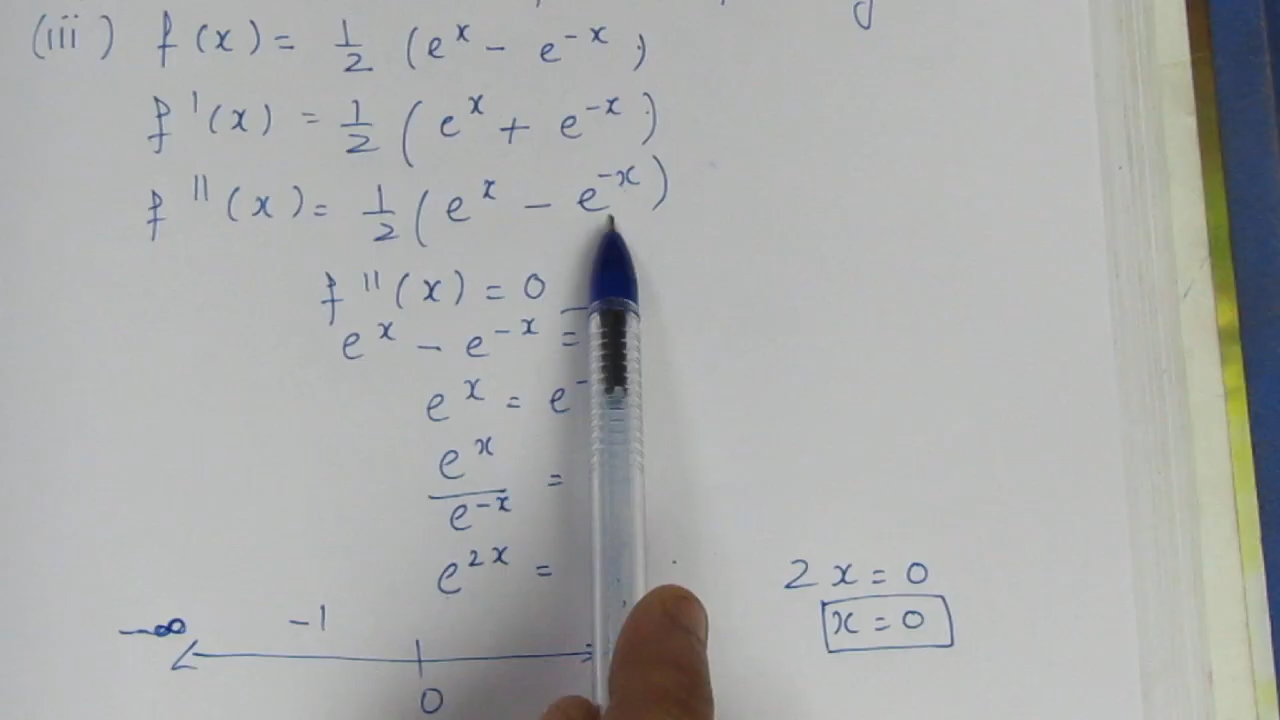 (iii) f(x) = 1/2 (e^x - e^-x)
f'(x) = 1/2 (e^x + e^-x)
f''(x) = 1/2 (e^x - e^-x)
f''(x) = 0
e^x - e^-x =
e^x = e^-
e^x/e^-x =
e^2x =
2x = 0
x = 0
-∞ -1
0